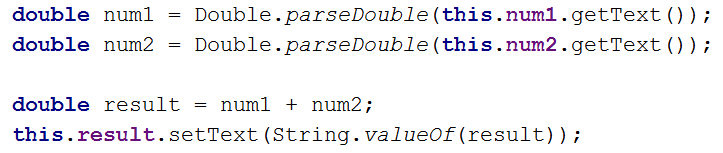 double num1 = Double.parseDouble(this.num1.getText());
double num2 = Double.parseDouble(this.num2.getText());
double result = num1 + num2;
this.result.setText(String.valueOf(result));